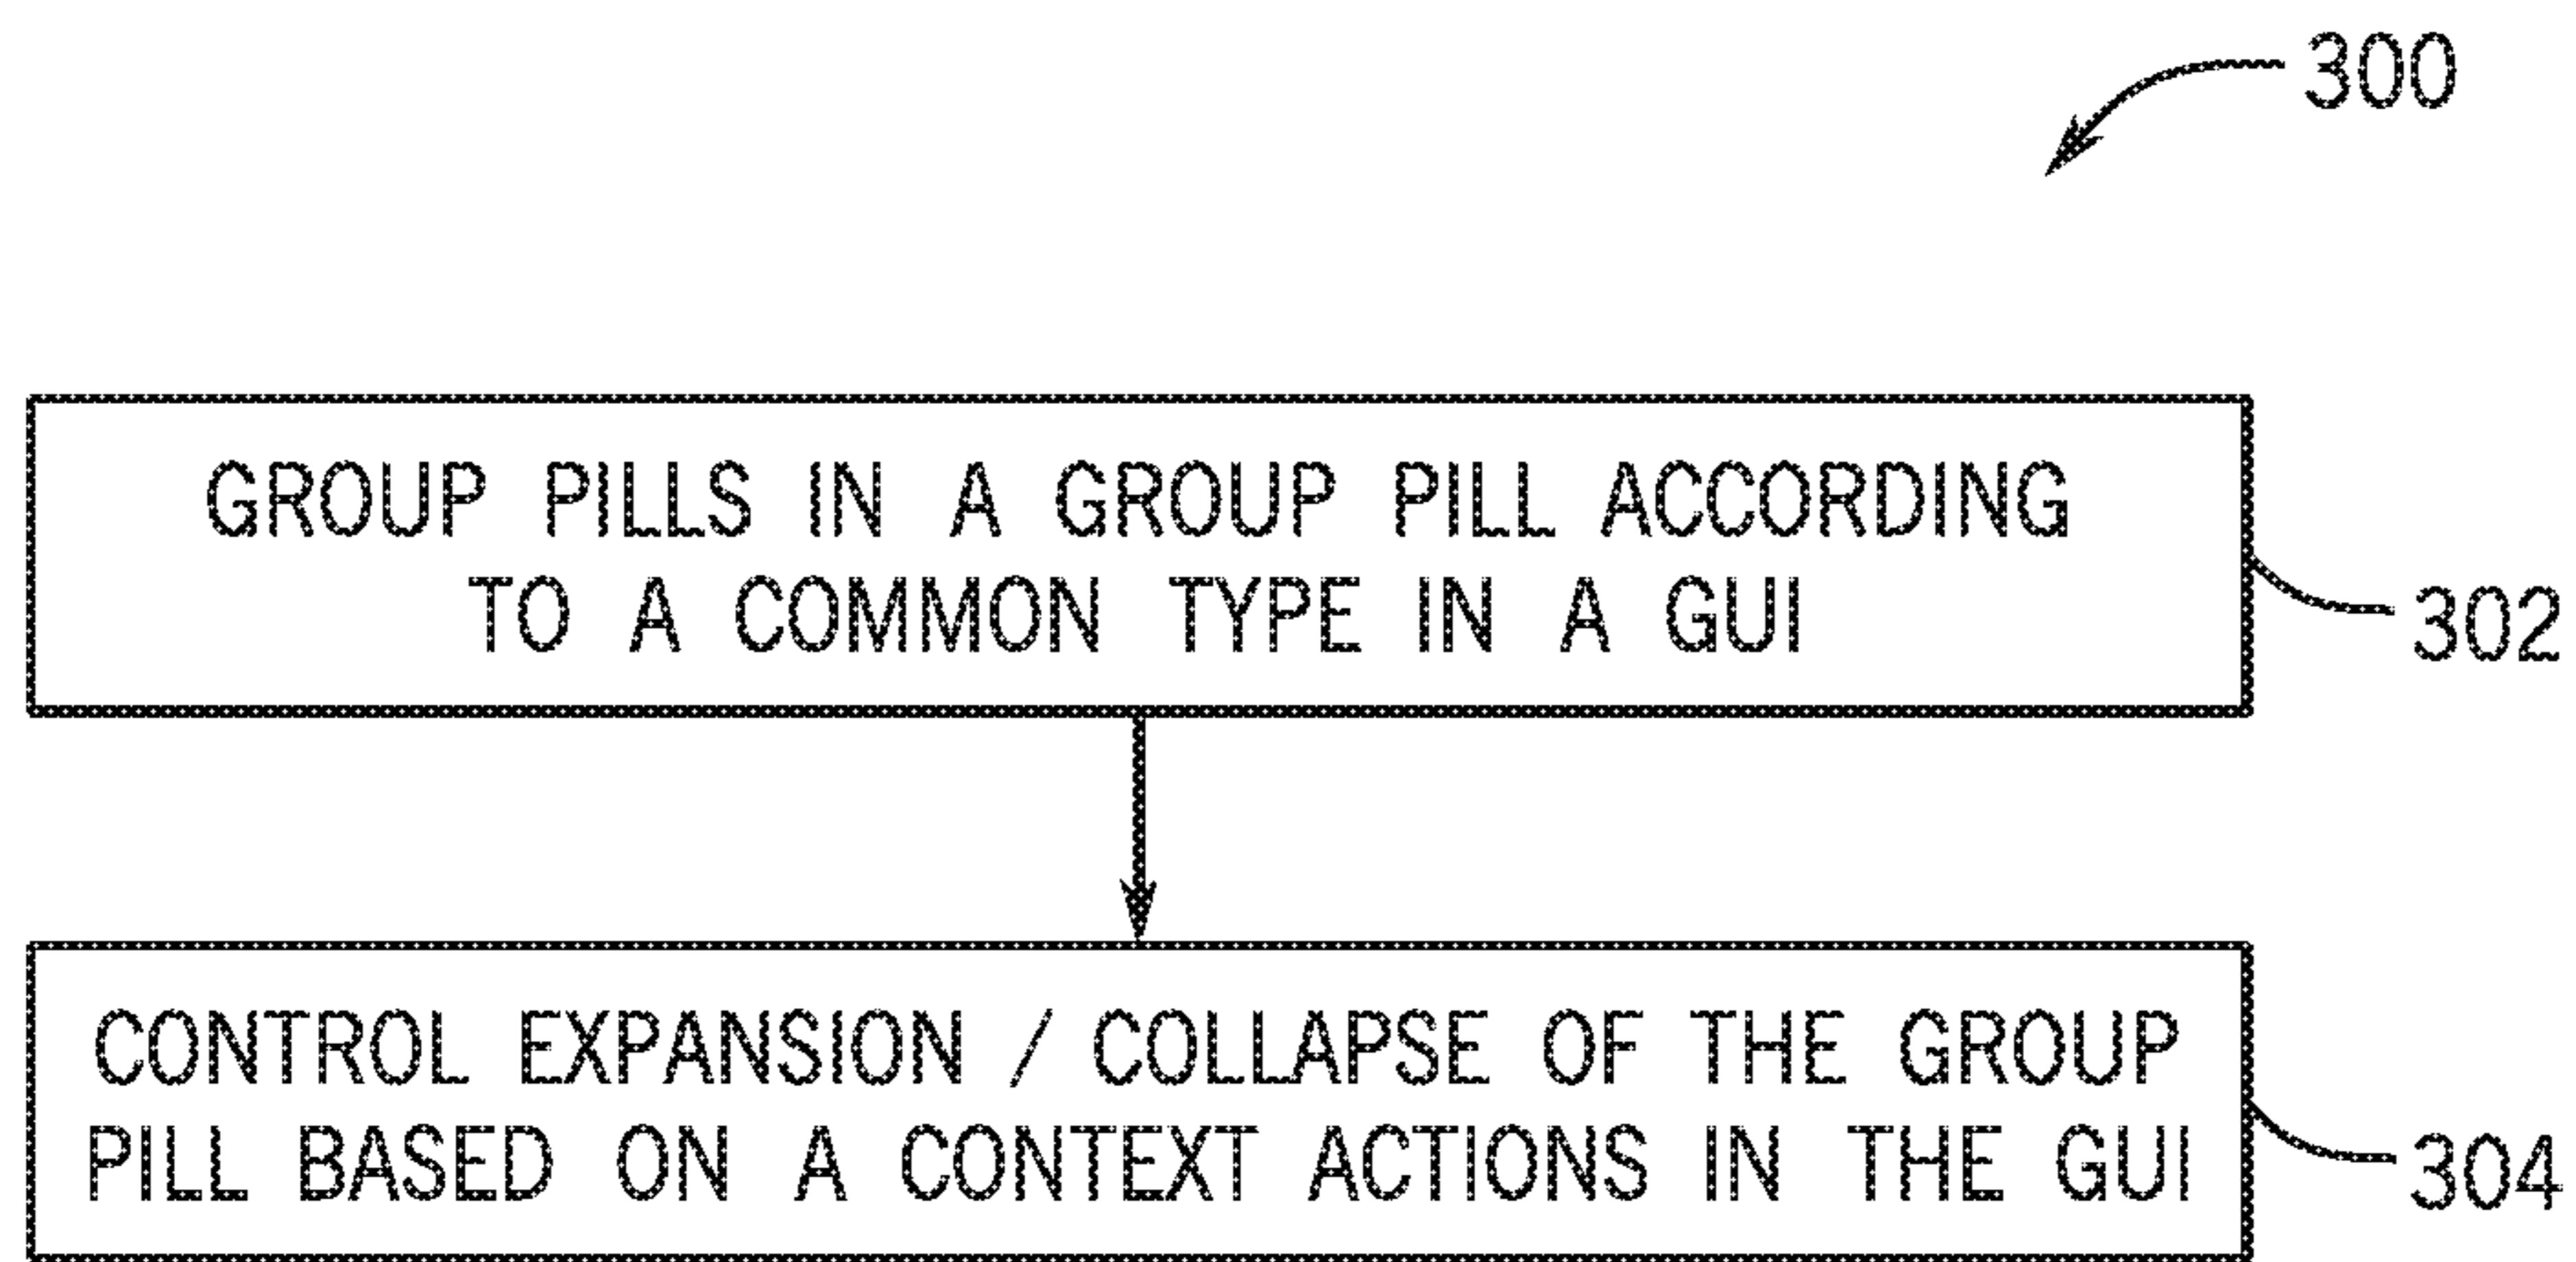 300
GROUP PILLS IN A GROUP PILL ACCORDING
TO A COMMON TYPE IN A GUI
302
CONTROL EXPANSION / COLLAPSE OF THE GROUP
PILL BASED ON A CONTEXT ACTIONS IN THE GUI
304